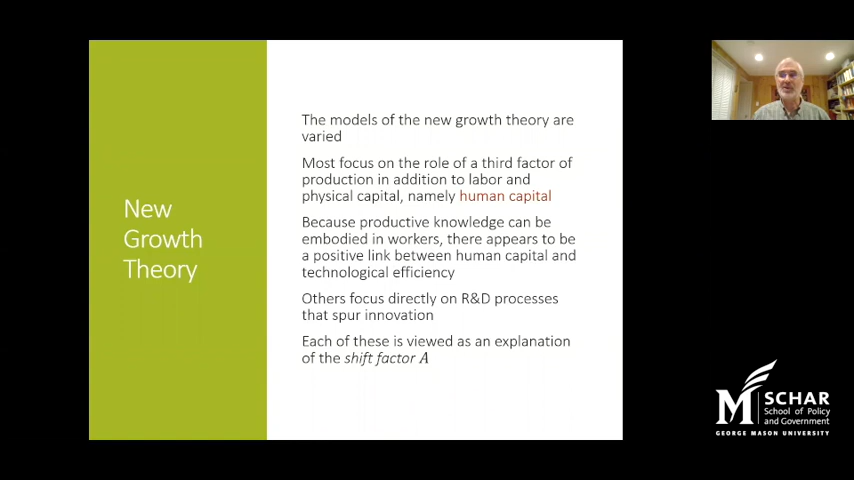 New
Growth
Theory
The models of the new growth theory are
varied
Most focus on the role of a third factor of
production in addition to labor and
physical capital, namely human capital
Because productive knowledge can be
embodied in workers, there appears to be
a positive link between human capital and
technological efficiency
Others focus directly on R&D processes
that spur innovation
Each of these is viewed as an explanation
of the shift factor A
M SCHAR
School of Policy
and Government
GEORGE MASON UNIVERSITY